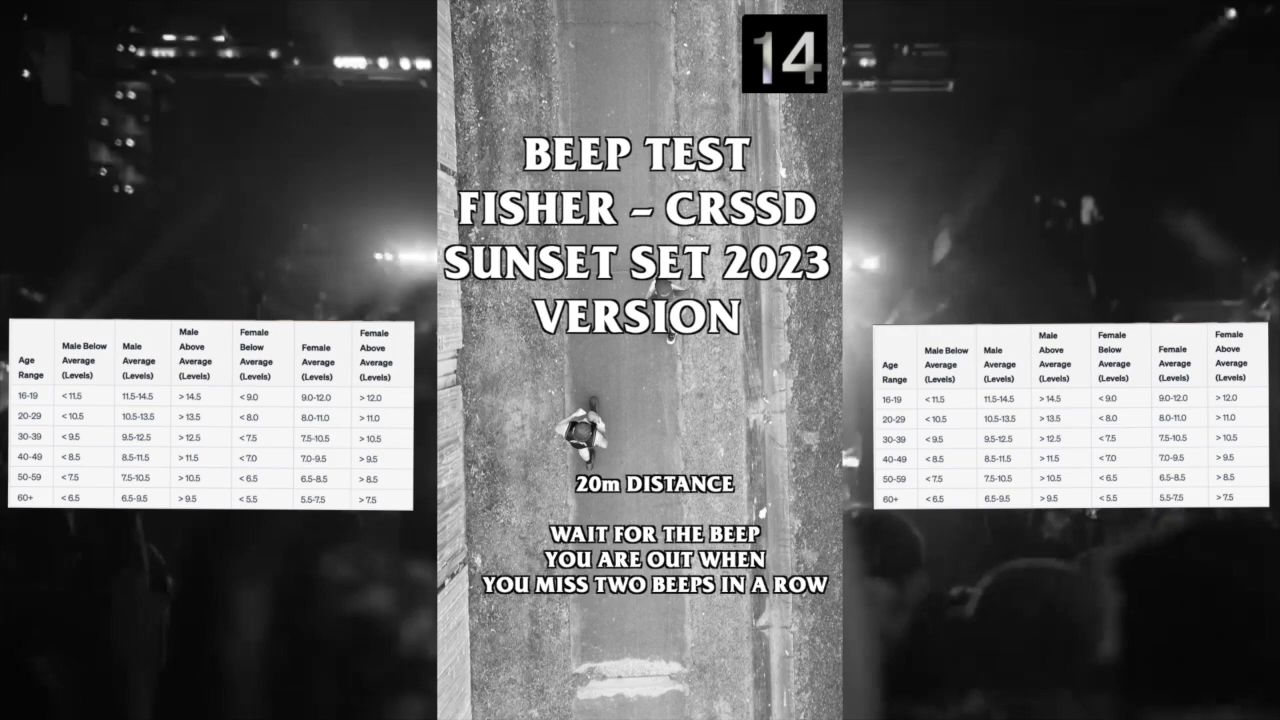 14
BEEP TEST
FISHER – CRSSD
SUNSET SET 2023
VERSION
20m DISTANCE
WAIT FOR THE BEEP
YOU ARE OUT WHEN
YOU MISS TWO BEEPS IN A ROW
Age Range | Male Below Average (Levels) | Male Average (Levels) | Male Above Average (Levels) | Female Below Average (Levels) | Female Average (Levels) | Female Above Average (Levels)
16-19 | < 11.5 | 11.5-14.5 | > 14.5 | < 9.0 | 9.0-12.0 | > 12.0
20-29 | < 10.5 | 10.5-13.5 | > 13.5 | < 8.0 | 8.0-11.0 | > 11.0
30-39 | < 9.5 | 9.5-12.5 | > 12.5 | < 7.5 | 7.5-10.5 | > 10.5
40-49 | < 8.5 | 8.5-11.5 | > 11.5 | < 7.0 | 7.0-9.5 | > 9.5
50-59 | < 7.5 | 7.5-10.5 | > 10.5 | < 6.5 | 6.5-8.5 | > 8.5
60+ | < 6.5 | 6.5-9.5 | > 9.5 | < 5.5 | 5.5-7.5 | > 7.5
Age Range | Male Below Average (Levels) | Male Average (Levels) | Male Above Average (Levels) | Female Below Average (Levels) | Female Average (Levels) | Female Above Average (Levels)
16-19 | < 11.5 | 11.5-14.5 | > 14.5 | < 9.0 | 9.0-12.0 | > 12.0
20-29 | < 10.5 | 10.5-13.5 | > 13.5 | < 8.0 | 8.0-11.0 | > 11.0
30-39 | < 9.5 | 9.5-12.5 | > 12.5 | < 7.5 | 7.5-10.5 | > 10.5
40-49 | < 8.5 | 8.5-11.5 | > 11.5 | < 7.0 | 7.0-9.5 | > 9.5
50-59 | < 7.5 | 7.5-10.5 | > 10.5 | < 6.5 | 6.5-8.5 | > 8.5
60+ | < 6.5 | 6.5-9.5 | > 9.5 | < 5.5 | 5.5-7.5 | > 7.5